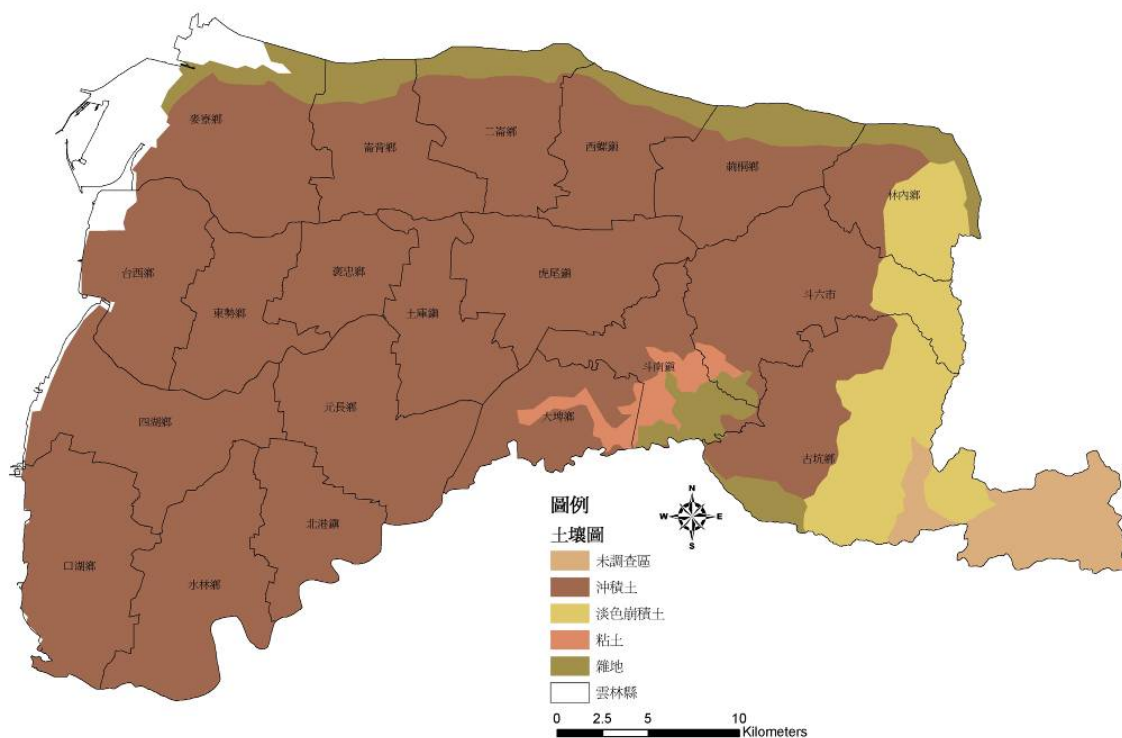 麥寮鄉
崙背鄉
二崙鄉
西螺鎮
莿桐鄉
林內鄉
台西鄉
東勢鄉
褒忠鄉
土庫鎮
虎尾鎮
斗六市
斗南鎮
四湖鄉
元長鄉
大埤鄉
古坑鄉
口湖鄉
水林鄉
北港鎮
N
W
E
S
圖例
土壤圖
未調查區
沖積土
淡色崩積土
粘土
雜地
雲林縣
0 2.5 5 10
Kilometers